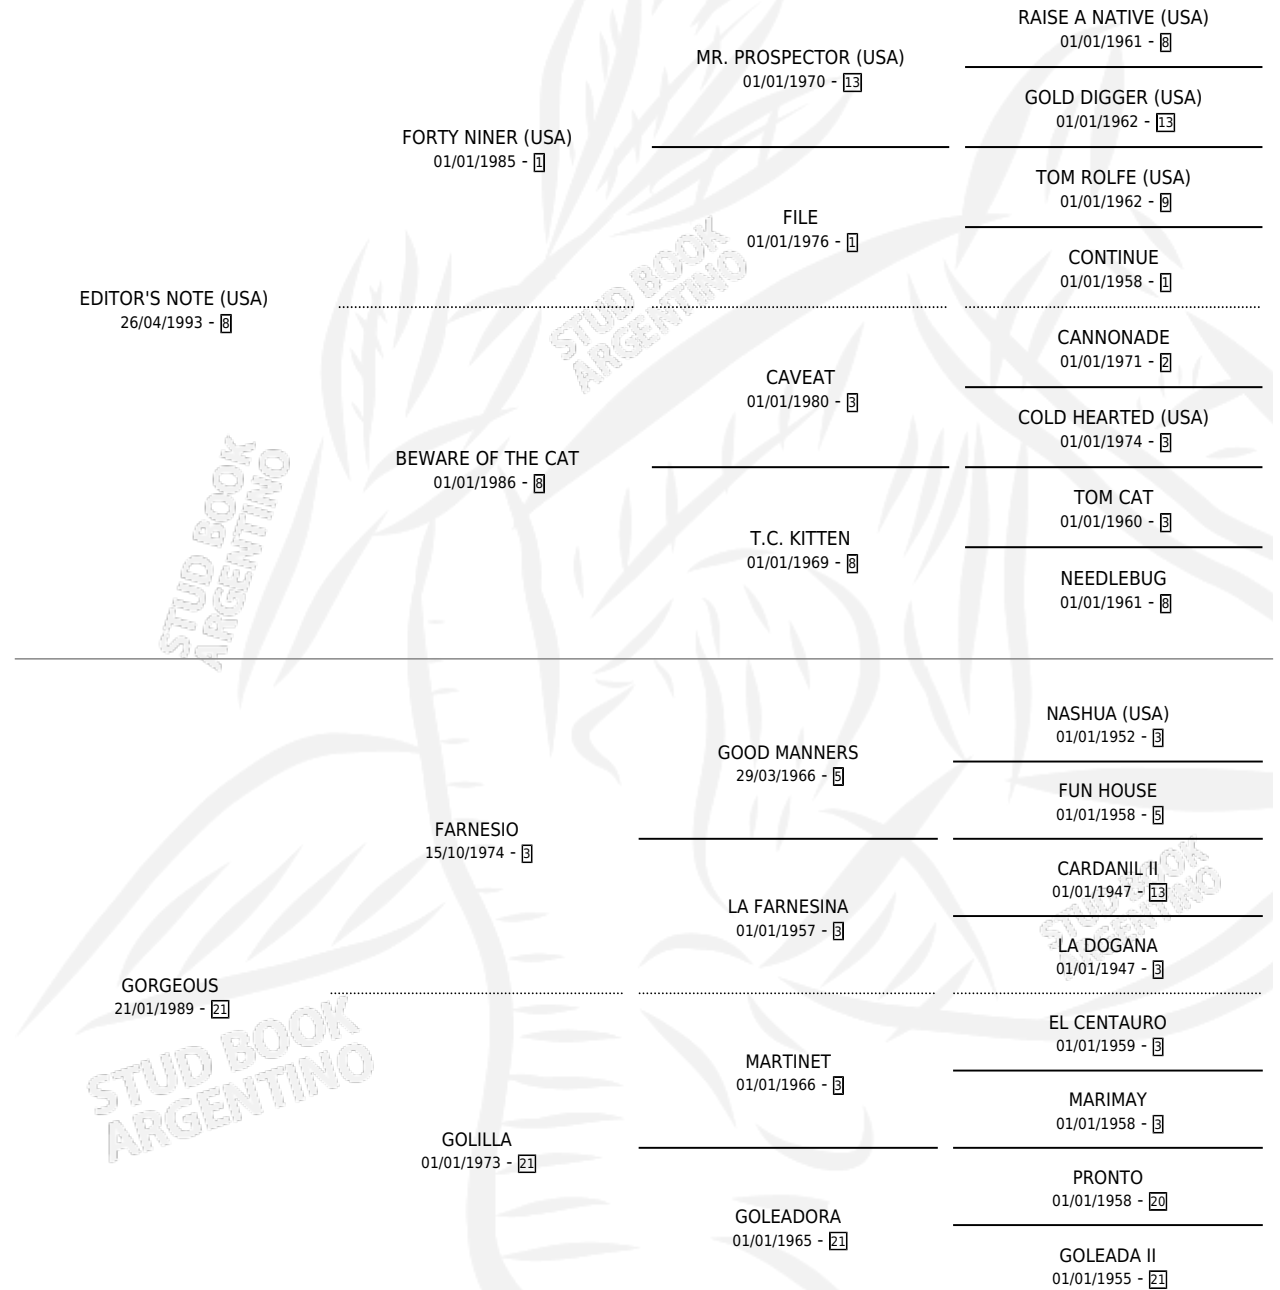 RAISE A NATIVE (USA)
01/01/1961 - 8
MR. PROSPECTOR (USA)
01/01/1970 - 13
GOLD DIGGER (USA)
01/01/1962 - 13
FORTY NINER (USA)
01/01/1985 - 1
TOM ROLFE (USA)
01/01/1962 - 9
FILE
01/01/1976 - 1
CONTINUE
01/01/1958 - 1
EDITOR'S NOTE (USA)
26/04/1993 - 8
CANNONADE
01/01/1971 - 2
CAVEAT
01/01/1980 - 3
COLD HEARTED (USA)
01/01/1974 - 3
BEWARE OF THE CAT
01/01/1986 - 8
TOM CAT
01/01/1960 - 3
T.C. KITTEN
01/01/1969 - 8
NEEDLEBUG
01/01/1961 - 8
STUD BOOK
ARGENTINO
STUD BOOK
ARGENTINO
NASHUA (USA)
01/01/1952 - 3
GOOD MANNERS
29/03/1966 - 5
FUN HOUSE
01/01/1958 - 5
FARNESIO
15/10/1974 - 3
CARDANIL II
01/01/1947 - 13
LA FARNESINA
01/01/1957 - 3
LA DOGANA
01/01/1947 - 3
STUD BOOK
ARGENTINO
GORGEOUS
21/01/1989 - 21
EL CENTAURO
01/01/1959 - 3
MARTINET
01/01/1966 - 3
MARIMAY
01/01/1958 - 3
STUD BOOK
ARGENTINO
GOLILLA
01/01/1973 - 21
PRONTO
01/01/1958 - 20
GOLEADORA
01/01/1965 - 21
GOLEADA II
01/01/1955 - 21